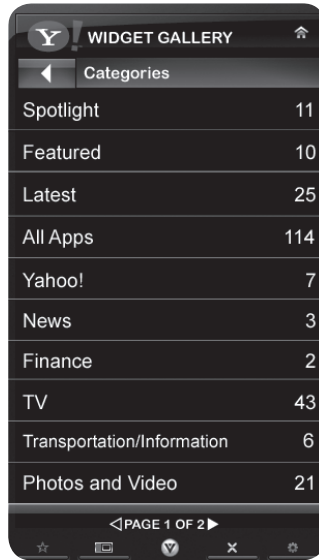 Y! WIDGET GALLERY
Categories
Spotlight 11
Featured 10
Latest 25
All Apps 114
Yahoo! 7
News 3
Finance 2
TV 43
Transportation/Information 6
Photos and Video 21
PAGE 1 OF 2